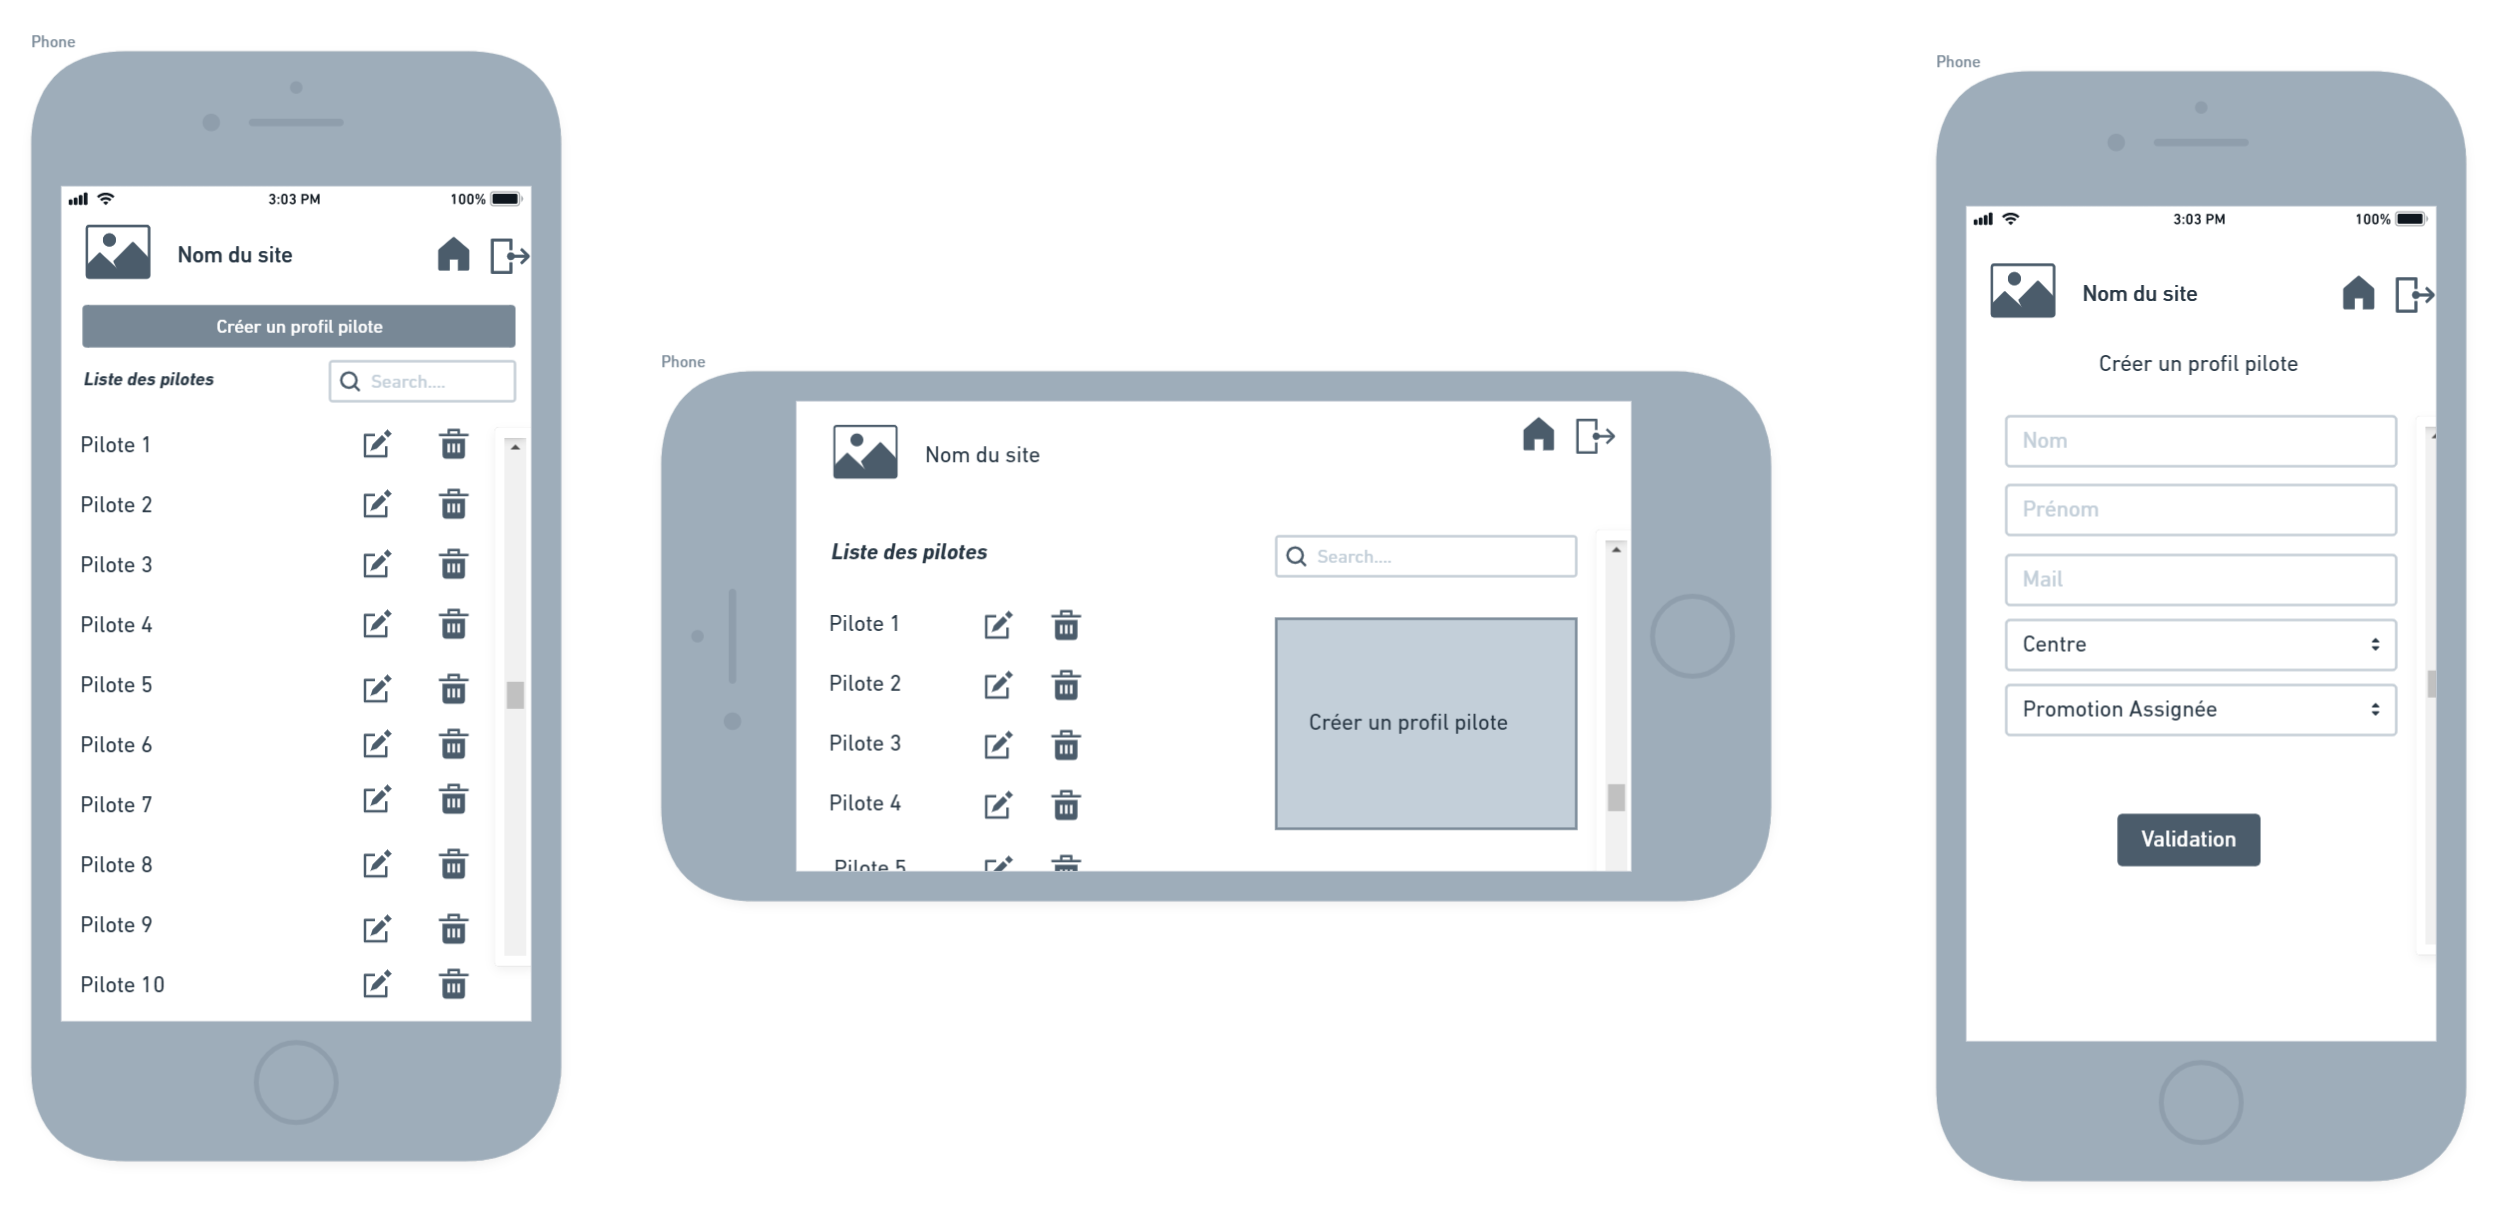 Phone
3:03 PM
100%
Nom du site
Créer un profil pilote
Liste des pilotes
Search....
Pilote 1
Pilote 2
Pilote 3
Pilote 4
Pilote 5
Pilote 6
Pilote 7
Pilote 8
Pilote 9
Pilote 10
Phone
Nom du site
Liste des pilotes
Search....
Pilote 1
Pilote 2
Pilote 3
Pilote 4
Pilote 5
Créer un profil pilote
Phone
3:03 PM
100%
Nom du site
Créer un profil pilote
Nom
Prénom
Mail
Centre
Promotion Assignée
Validation